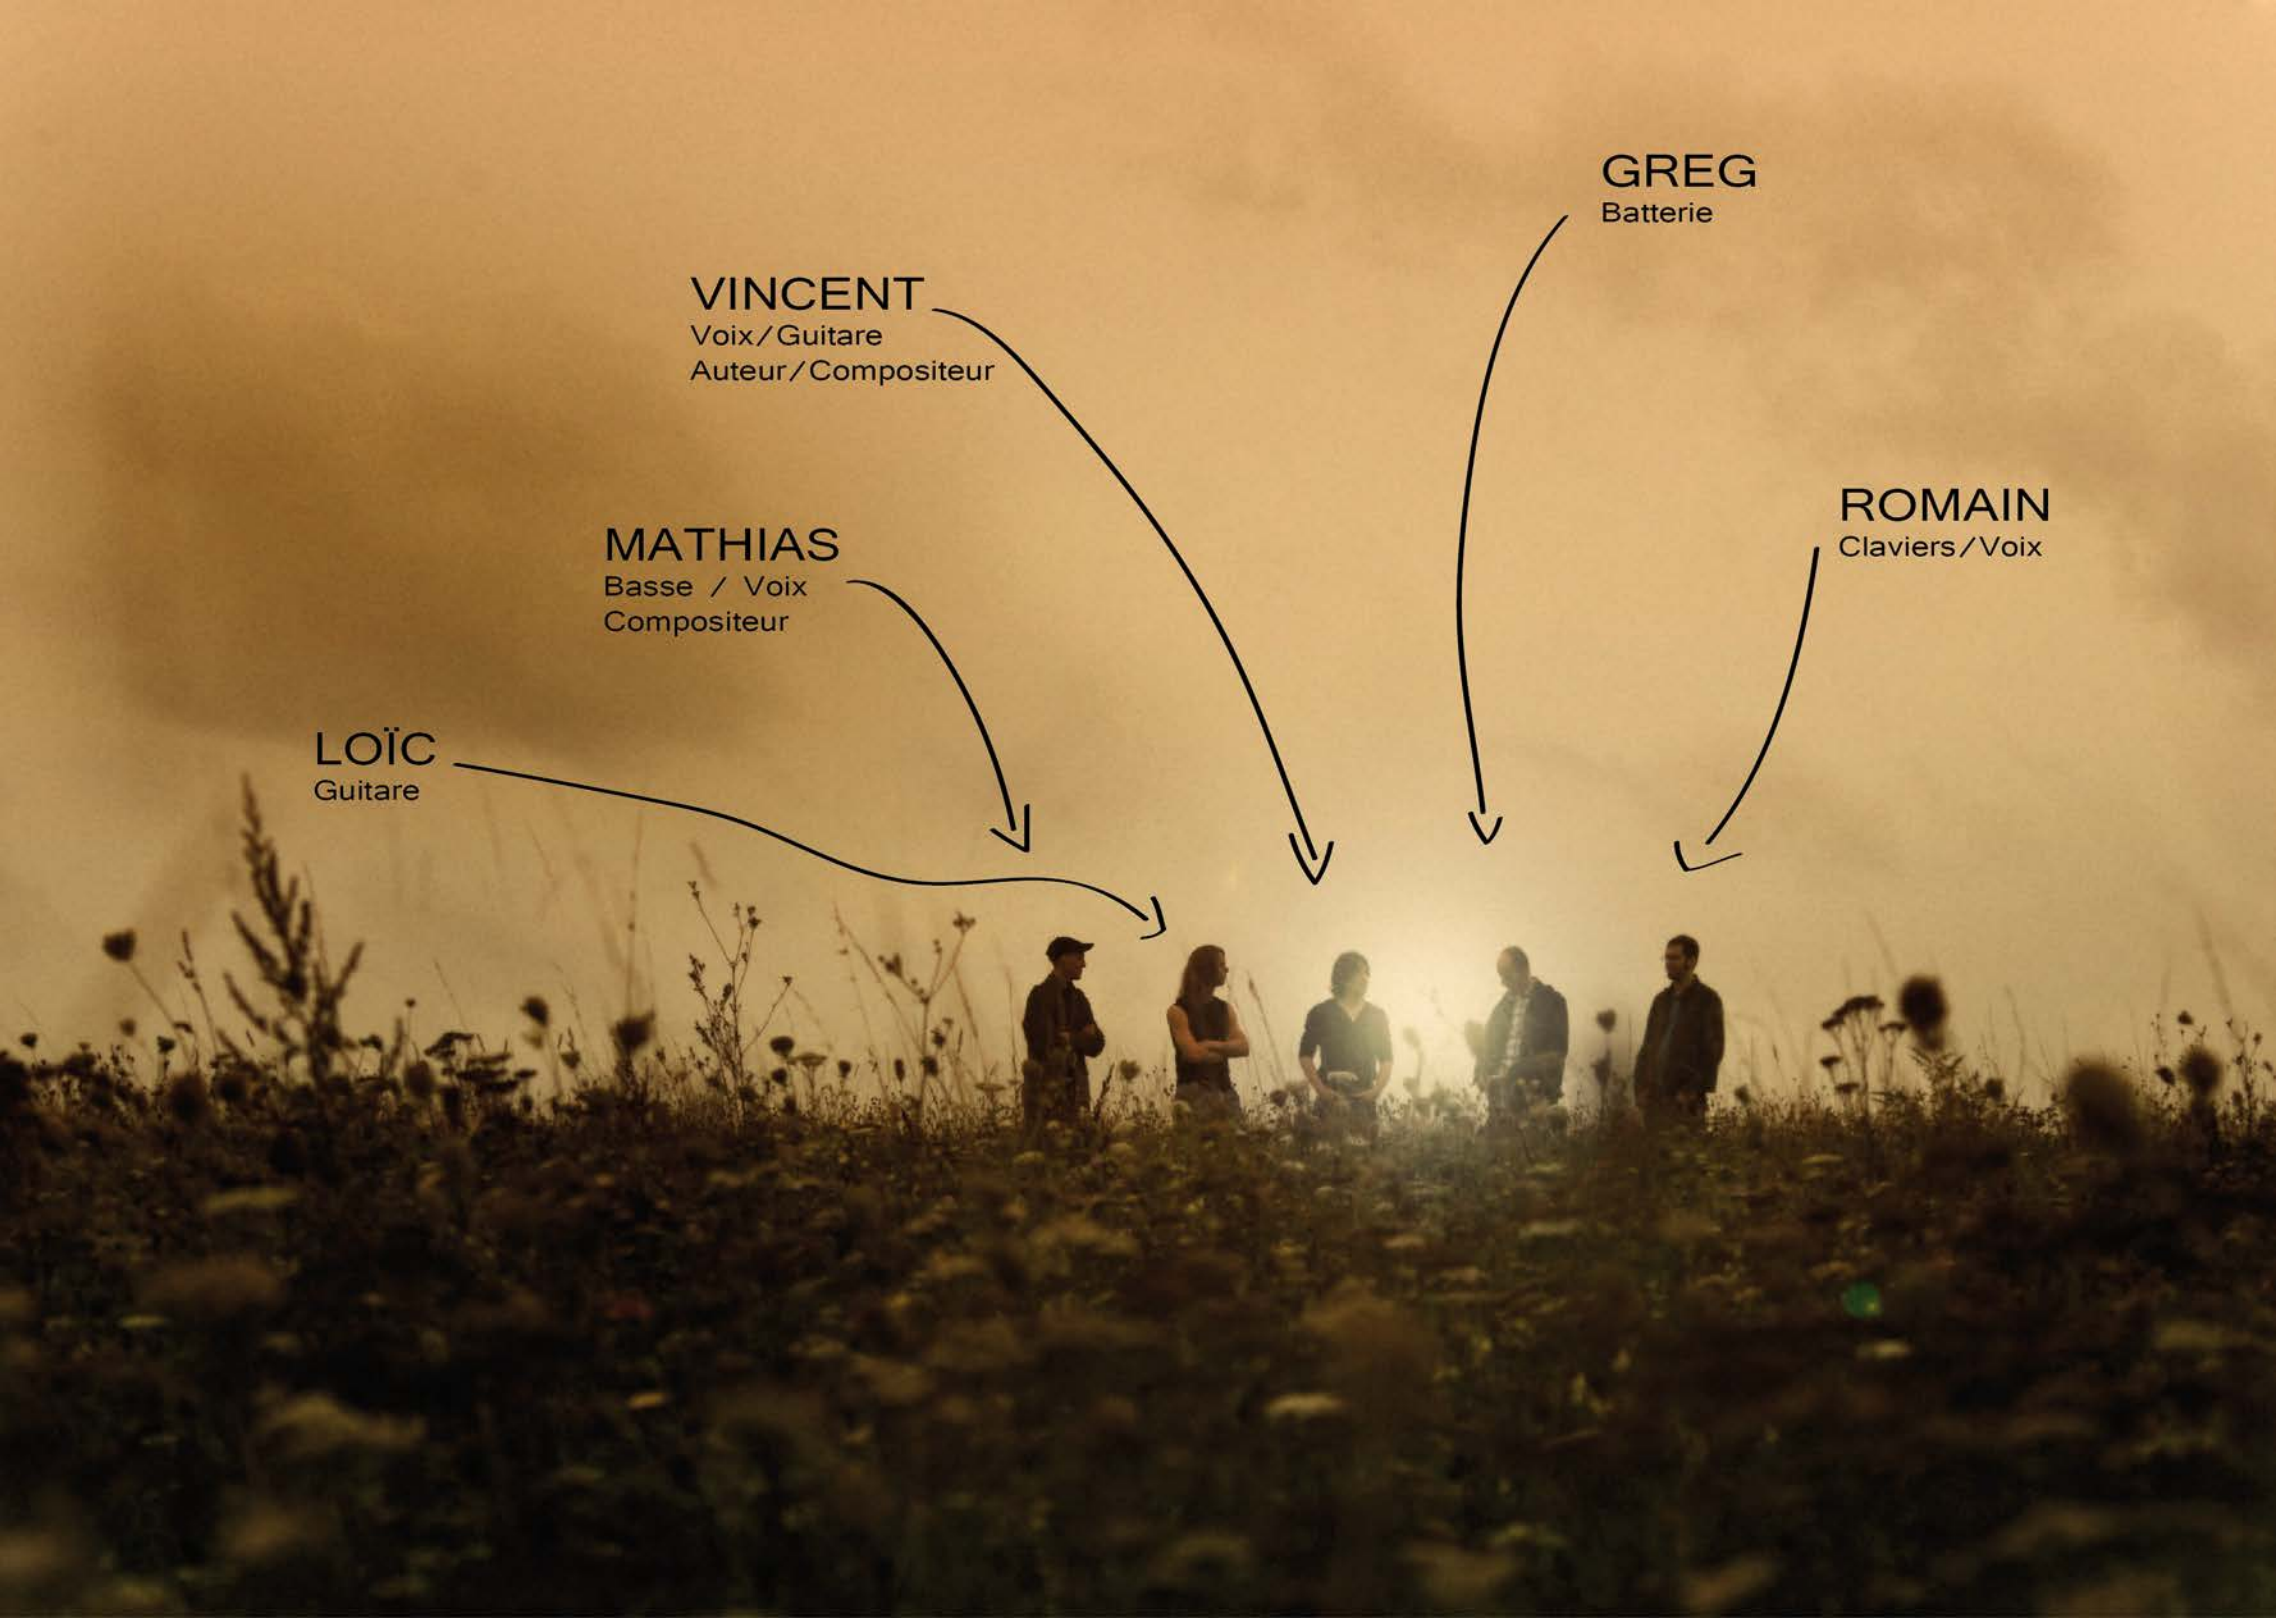 GREG
Batterie
VINCENT
Voix/Guitare
Auteur/Compositeur
ROMAIN
Claviers/Voix
MATHIAS
Basse / Voix
Compositeur
LOÏC
Guitare